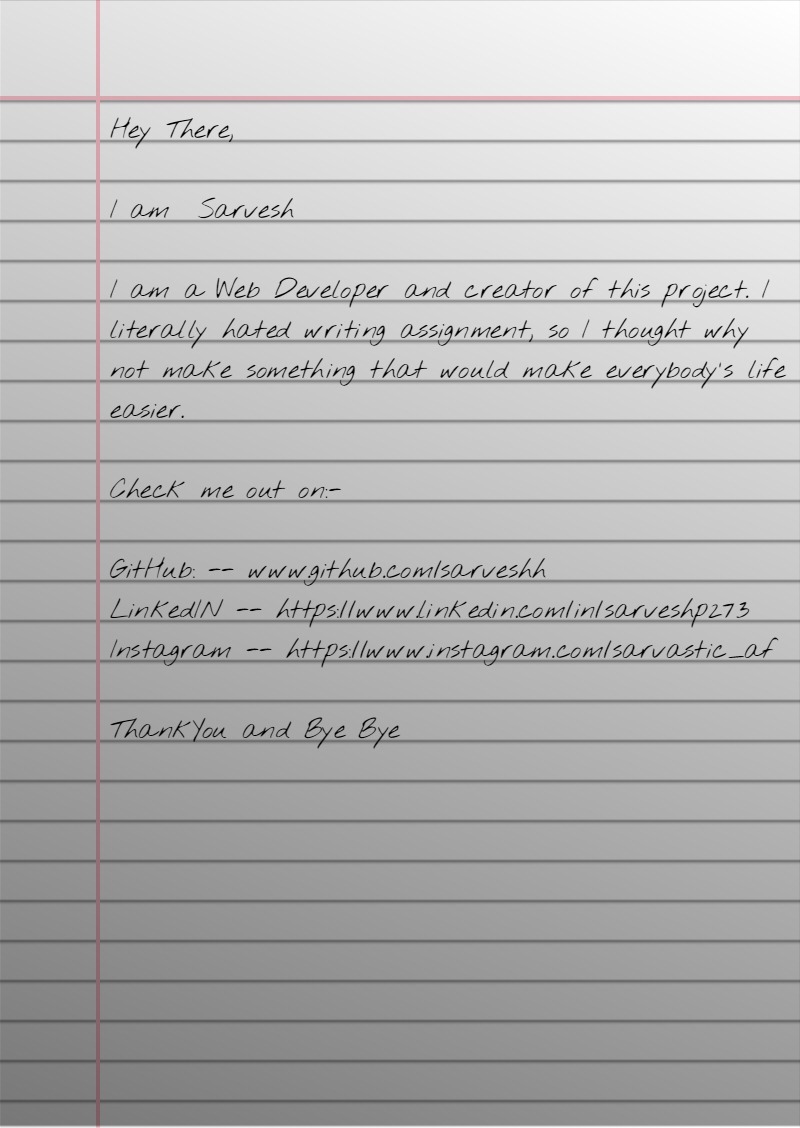 Hey There,
I am Sarvesh
I am a Web Developer and creator of this project. I
literally hated writing assignment, so I thought why
not make something that would make everybody's life
easier.
Check me out on:-
GitHub: -- www.github.com/sarveshh
LinkedIN -- https://www.linkedin.com/in/sarveshp273
Instagram -- https://www.instagram.com/sarvastic_af
ThankYou and Bye Bye